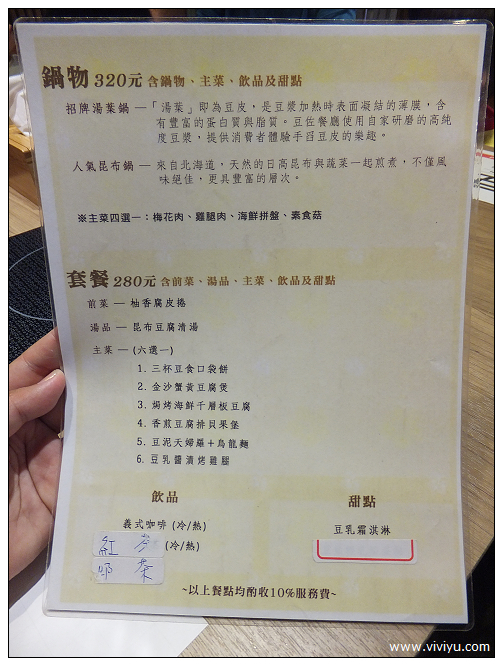 鍋物 320元 含鍋物、主菜、飲品及甜點
招牌湯葉鍋 —「湯葉」即為豆皮,是豆漿加熱時表面凝結的薄膜,含
有豐富的蛋白質與脂質。豆佐餐廳使用自家研磨的高純
度豆漿,提供消費者體驗手舀豆皮的樂趣。
人氣昆布鍋 — 來自北海道,天然的日高昆布與蔬菜一起煎煮,不僅風
味絕佳,更具豐富的層次。
※主菜四選一:梅花肉、雞腿肉、海鮮拼盤、素食菇
套餐 280元 含前菜、湯品、主菜、飲品及甜點
前菜 — 柚香腐皮捲
湯品 — 昆布豆腐清湯
主菜 — (六選一)
1. 三杯豆食口袋餅
2. 金沙蟹黃豆腐煲
3. 焗烤海鮮千層板豆腐
4. 香煎豆腐排貝果堡
5. 豆泥天婦羅+烏龍麵
6. 豆乳醬漬烤雞腿
飲品
義式咖啡 (冷/熱)
紅茶 (冷/熱)
奶茶
甜點
豆乳霜淇淋
~以上餐點均酌收10%服務費~
www.viviyu.com